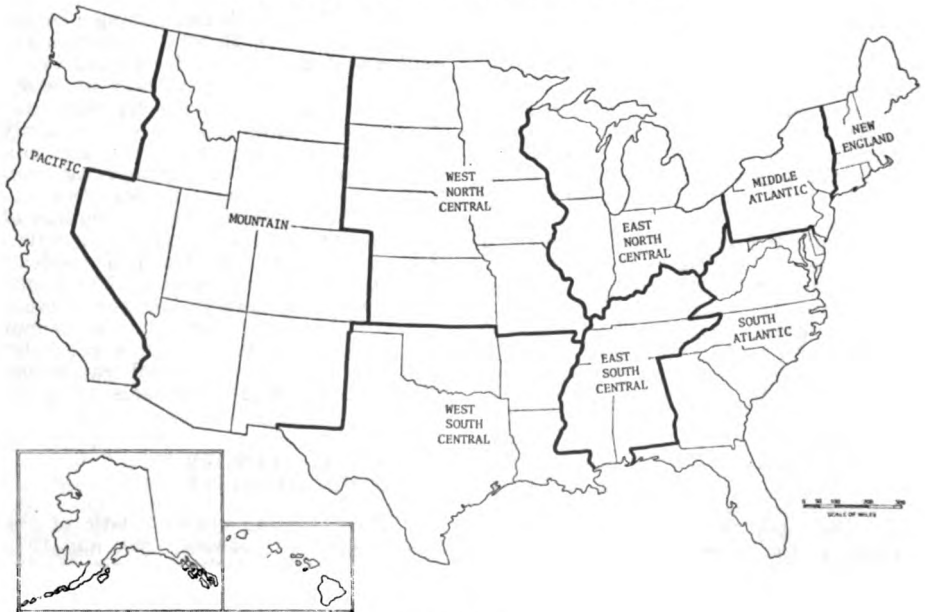 NEW
ENGLAND
PACIFIC
WEST
NORTH
CENTRAL
MIDDLE
ATLANTIC
MOUNTAIN
EAST
NORTH
CENTRAL
SOUTH
ATLANTIC
EAST
SOUTH
CENTRAL
WEST
SOUTH
CENTRAL
SCALE OF MILES